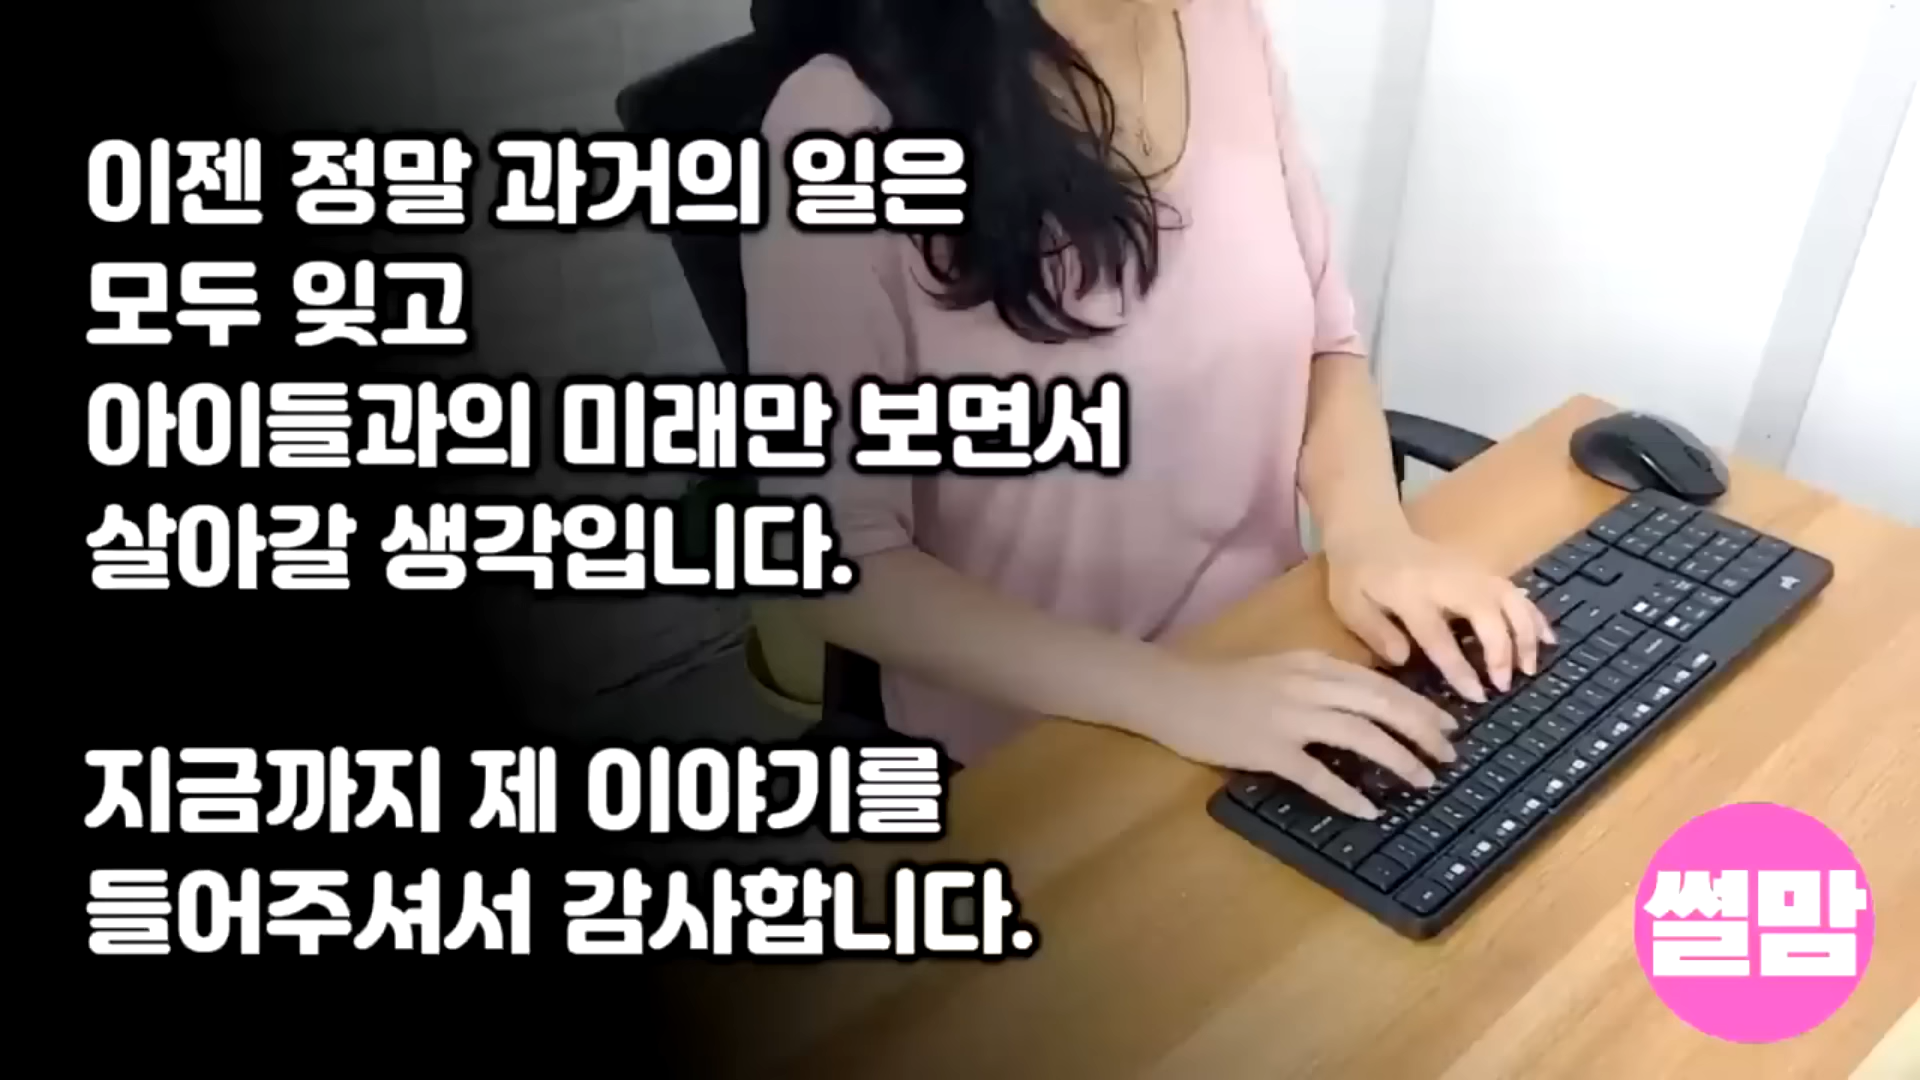 이젠 정말 과거의 일은
모두 잊고
아이들과의 미래만 보면서
살아갈 생각입니다.
지금까지 제 이야기를
들어주셔서 감사합니다.
썰맘